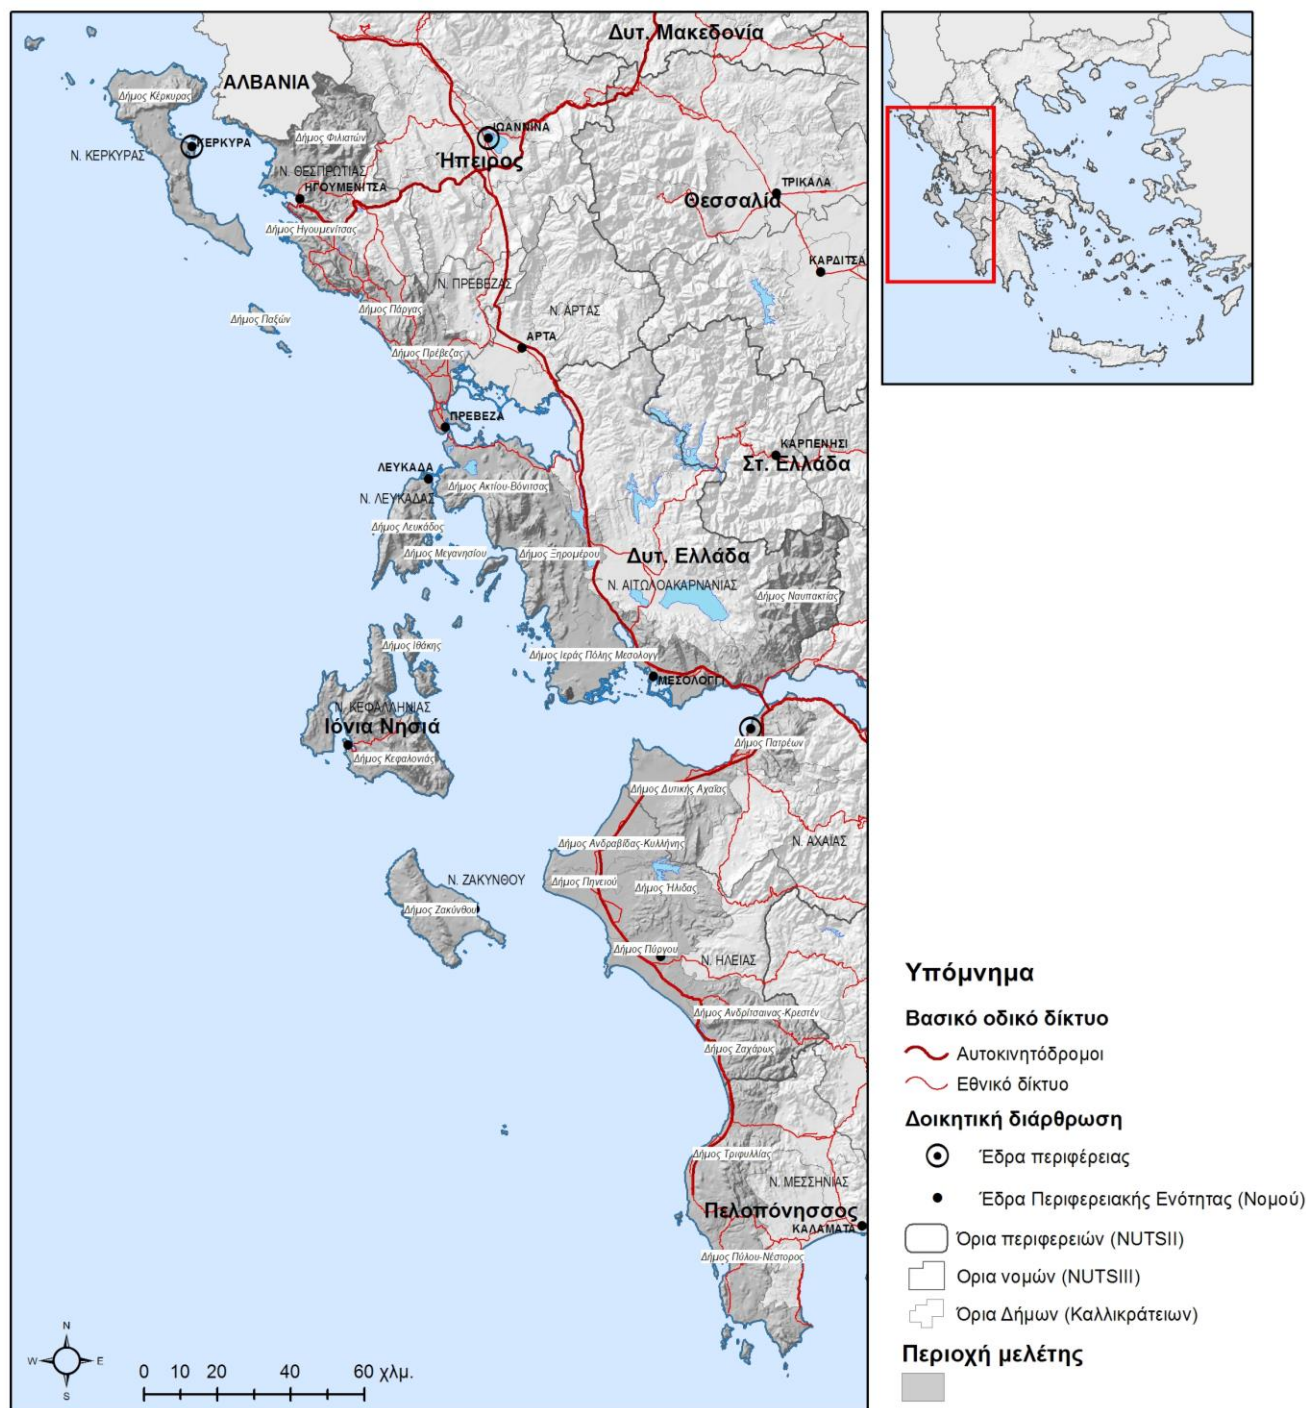 Δυτ. Μακεδονία
ΑΛΒΑΝΙΑ
Δήμος Κέρκυρας
ΙΩΑΝΝΙΝΑ
Δήμος Φιλιατών
ΚΕΡΚΥΡΑ
Ν. ΚΕΡΚΥΡΑΣ
Ήπειρος
Ν. ΘΕΣΠΡΩΤΙΑΣ
ΗΓΟΥΜΕΝΙΤΣΑ
ΤΡΙΚΑΛΑ
Θεσσαλία
Δήμος Ηγουμενίτσας
ΚΑΡΔΙΤΣΑ
Ν. ΠΡΕΒΕΖΑΣ
Ν. ΑΡΤΑΣ
Δήμος Πάργας
Δήμος Παξών
ΑΡΤΑ
Δήμος Πρέβεζας
ΠΡΕΒΕΖΑ
ΚΑΡΠΕΝΗΣΙ
Στ. Ελλάδα
ΛΕΥΚΑΔΑ
Δήμος Ακτίου-Βόνιτσας
Ν. ΛΕΥΚΑΔΑΣ
Δήμος Λευκάδος
Δήμος Μεγανησίου
Δήμος Ξηρομέρου
Δυτ. Ελλάδα
Ν. ΑΙΤΩΛΟΑΚΑΡΝΑΝΙΑΣ
Δήμος Ναυπακτίας
Δήμος Ιθάκης
Δήμος Ιεράς Πόλης Μεσολογγ
ΜΕΣΟΛΟΓΓΙ
Ν. ΚΕΦΑΛΛΗΝΙΑΣ
Ιόνια Νησιά
Δήμος Πατρέων
Δήμος Κεφαλονιάς
Δήμος Δυτικής Αχαΐας
Δήμος Ανδραβίδας-Κυλλήνης
Ν. ΑΧΑΙΑΣ
Ν. ΖΑΚΥΝΘΟΥ
Δήμος Πηνειού
Δήμος Ήλιδας
Δήμος Ζακύνθου
Δήμος Πύργου
Ν. ΗΛΕΙΑΣ
Δήμος Ανδρίτσαινας-Κρεστέν
Δήμος Ζαχάρως
Δήμος Τριφυλλίας
Ν. ΜΕΣΣΗΝΙΑΣ
Πελοπόνησσος
ΚΑΛΑΜΑΤΑ
Δήμος Πύλου-Νέστορος
N
W
E
S
0 10 20 40 60 χλμ.
Υπόμνημα
Βασικό οδικό δίκτυο
Αυτοκινητόδρομοι
Εθνικό δίκτυο
Δοικητική διάρθρωση
Έδρα περιφέρειας
Έδρα Περιφερειακής Ενότητας (Νομού)
Όρια περιφερειών (NUTSII)
Ορια νομών (NUTSIII)
Όρια Δήμων (Καλλικράτειων)
Περιοχή μελέτης